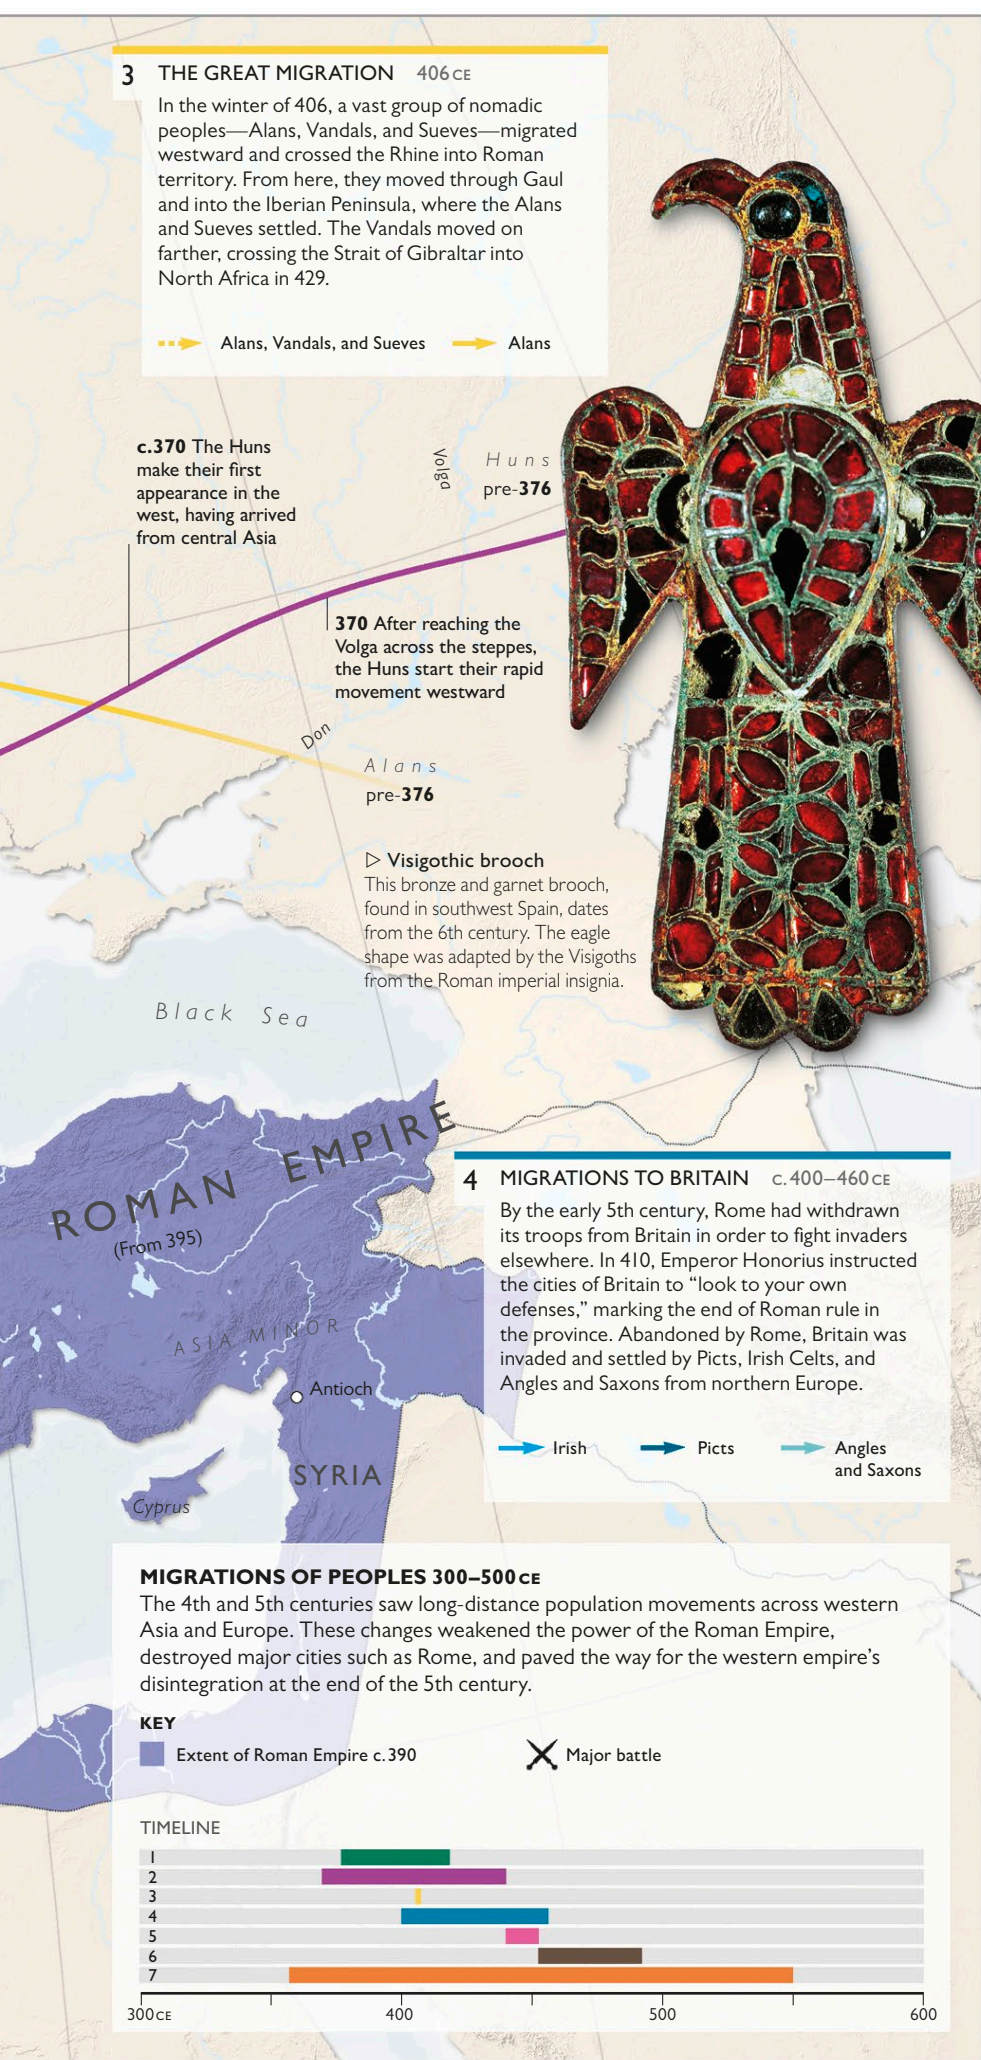 3 THE GREAT MIGRATION 406 CE
In the winter of 406, a vast group of nomadic
peoples—Alans, Vandals, and Sueves—migrated
westward and crossed the Rhine into Roman
territory. From here, they moved through Gaul
and into the Iberian Peninsula, where the Alans
and Sueves settled. The Vandals moved on
farther, crossing the Strait of Gibraltar into
North Africa in 429.
Alans, Vandals, and Sueves Alans
c.370 The Huns
make their first
appearance in the
west, having arrived
from central Asia
Volga
Huns
pre-376
370 After reaching the
Volga across the steppes,
the Huns start their rapid
movement westward
Don
Alans
pre-376
▷ Visigothic brooch
This bronze and garnet brooch,
found in southwest Spain, dates
from the 6th century. The eagle
shape was adapted by the Visigoths
from the Roman imperial insignia.
Black Sea
ROMAN EMPIRE
(From 395)
ASIA MINOR
Antioch
SYRIA
Cyprus
4 MIGRATIONS TO BRITAIN C.400–460 CE
By the early 5th century, Rome had withdrawn
its troops from Britain in order to fight invaders
elsewhere. In 410, Emperor Honorius instructed
the cities of Britain to “look to your own
defenses,” marking the end of Roman rule in
the province. Abandoned by Rome, Britain was
invaded and settled by Picts, Irish Celts, and
Angles and Saxons from northern Europe.
Irish Picts Angles
and Saxons
MIGRATIONS OF PEOPLES 300–500 CE
The 4th and 5th centuries saw long-distance population movements across western
Asia and Europe. These changes weakened the power of the Roman Empire,
destroyed major cities such as Rome, and paved the way for the western empire’s
disintegration at the end of the 5th century.
KEY
Extent of Roman Empire c.390 Major battle
TIMELINE
1
2
3
4
5
6
7
300 CE 400 500 600